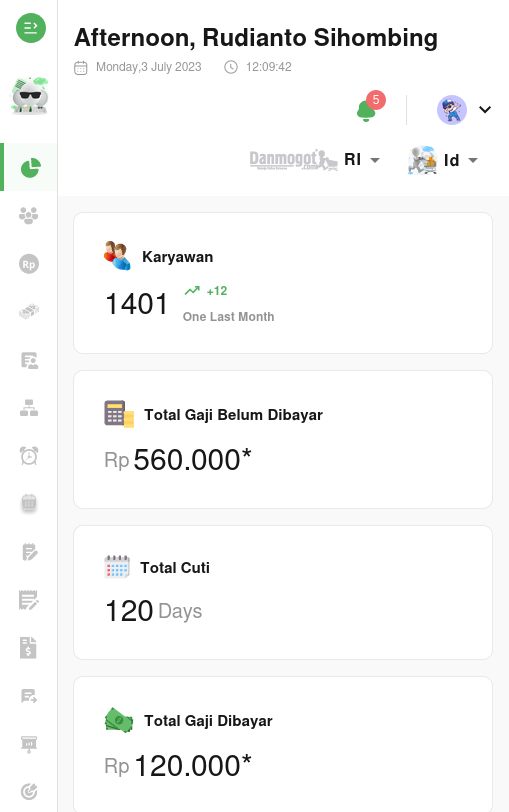 Afternoon, Rudianto Sihombing
Monday,3 July 2023 12:09:42
5
Danmogot RI Id
Rp
Karyawan
1401 +12
One Last Month
Total Gaji Belum Dibayar
Rp 560.000*
Total Cuti
120 Days
$
Total Gaji Dibayar
Rp 120.000*